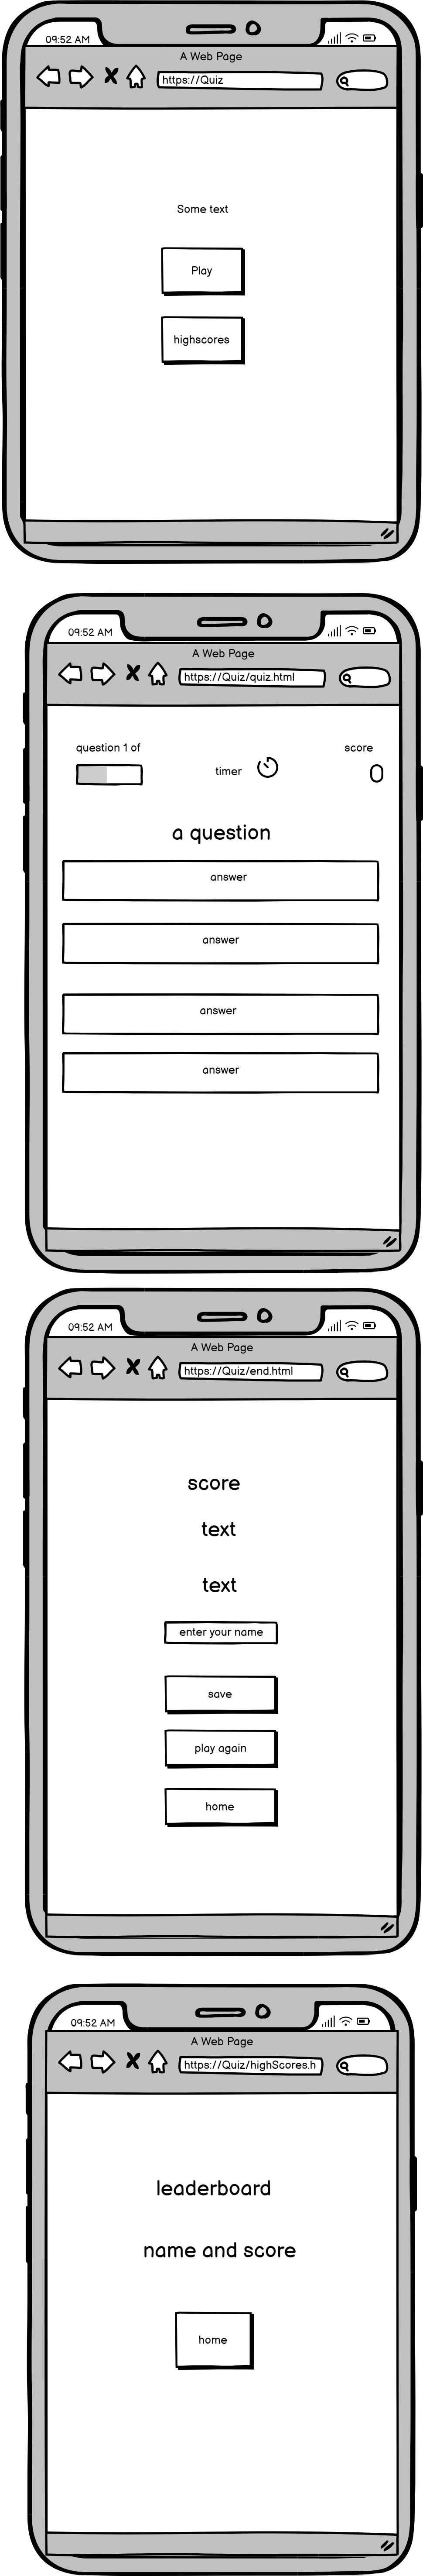 09:52 AM
A Web Page
https://Quiz
Some text
Play
highscores
09:52 AM
A Web Page
https://Quiz/quiz.html
question 1 of
score
timer
0
a question
answer
answer
answer
answer
09:52 AM
A Web Page
https://Quiz/end.html
score
text
text
enter your name
save
play again
home
09:52 AM
A Web Page
https://Quiz/highScores.h
leaderboard
name and score
home